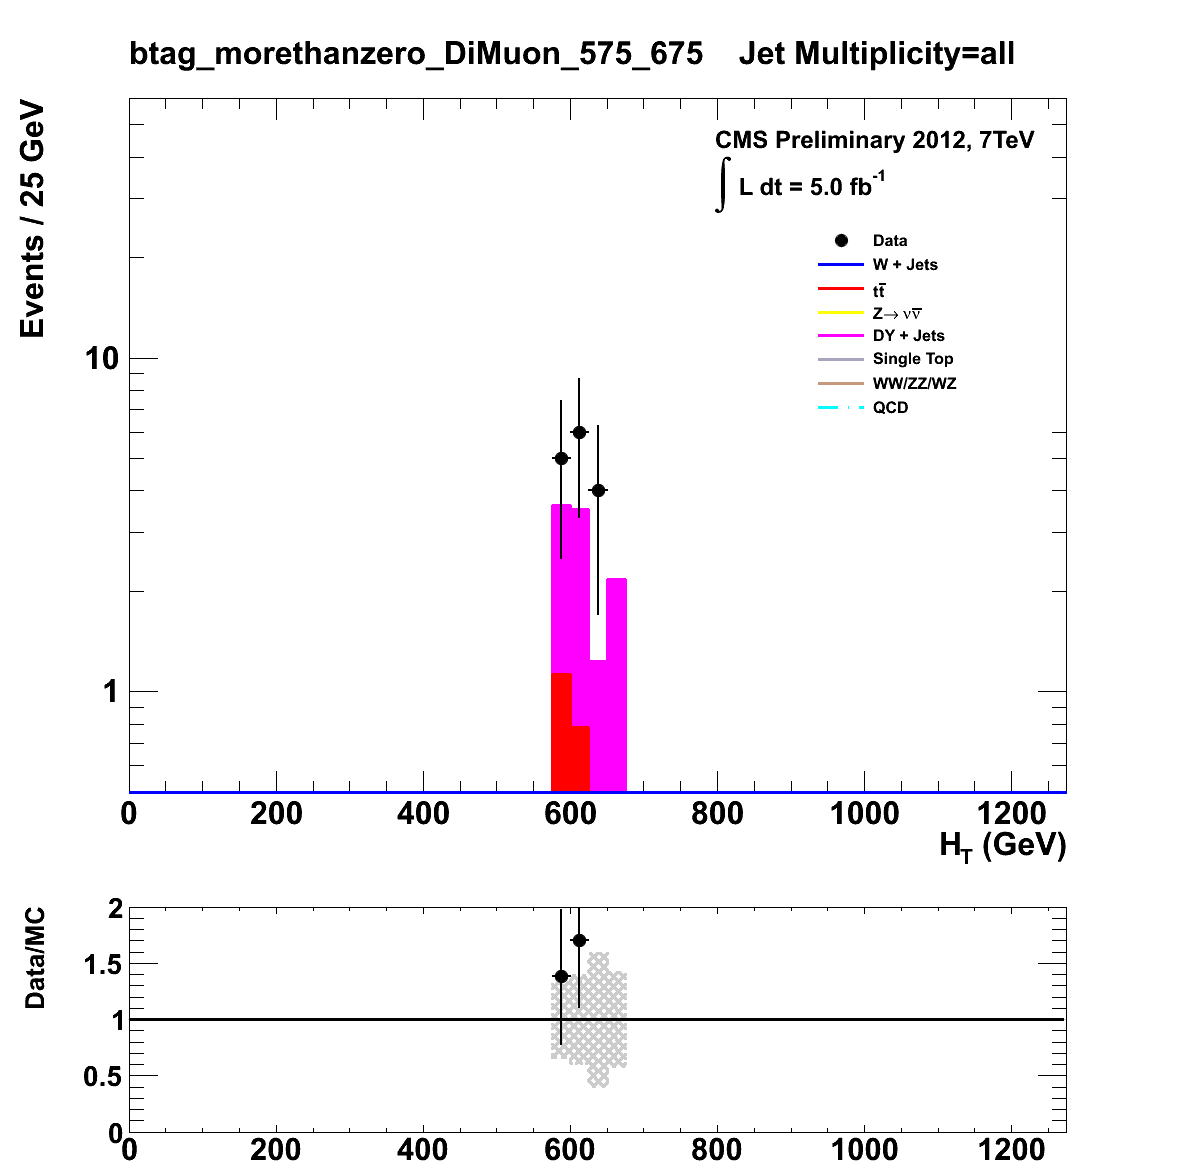 btag_morethanzero_DiMuon_575_675 Jet Multiplicity=all
Events / 25 GeV
CMS Preliminary 2012, 7TeV
∫ L dt = 5.0 fb⁻¹
Data
W + Jets
tt̅
Z→ νν̅
DY + Jets
Single Top
WW/ZZ/WZ
QCD
10
1
0 200 400 600 800 1000 1200
H_T (GeV)
Data/MC
2
1.5
1
0.5
0
0 200 400 600 800 1000 1200